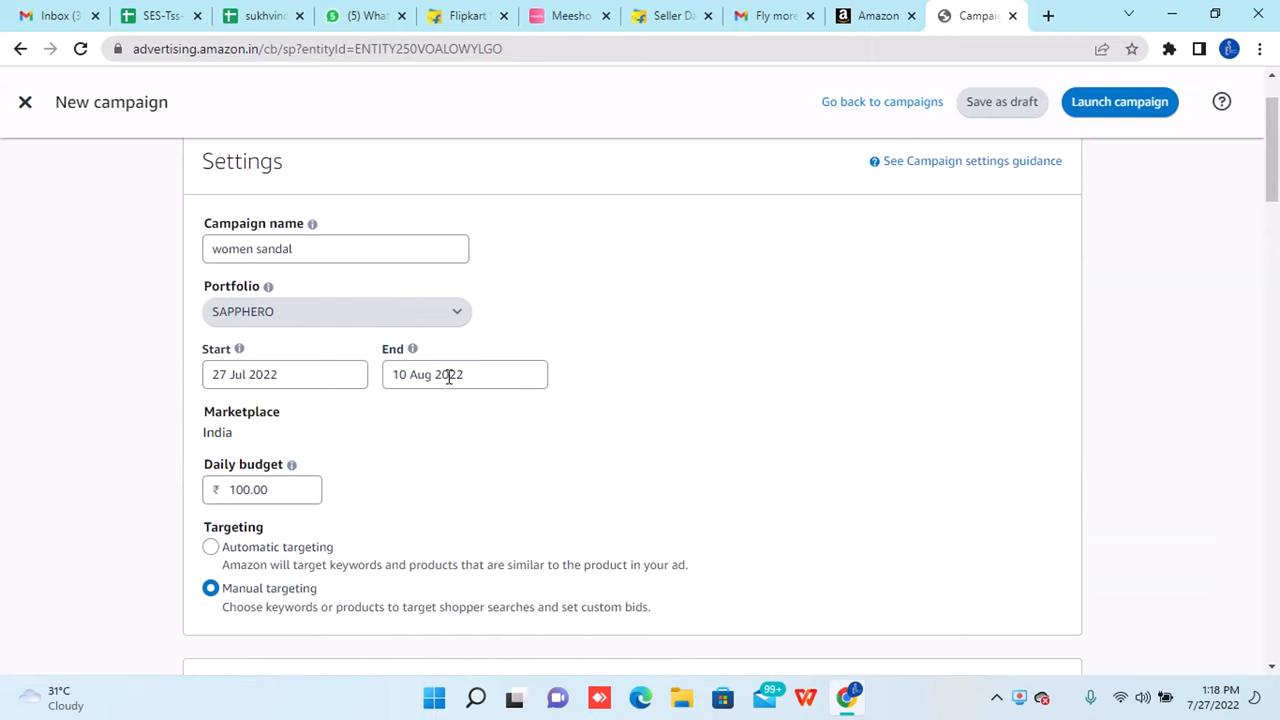 Inbox (3
SES-Tss-
sukhvind
(5) What
Flipkart
Meesho
Seller Da
Fly more
Amazon
Campai
advertising.amazon.in/cb/sp?entityId=ENTITY250VOALOWYLGO
New campaign
Go back to campaigns
Save as draft
Launch campaign
Settings
See Campaign settings guidance
Campaign name
women sandal
Portfolio
SAPPHERO
Start
End
27 Jul 2022
10 Aug 2022
Marketplace
India
Daily budget
₹ 100.00
Targeting
Automatic targeting
Amazon will target keywords and products that are similar to the product in your ad.
Manual targeting
Choose keywords or products to target shopper searches and set custom bids.
31°C
Cloudy
99+
1:18 PM
7/27/2022